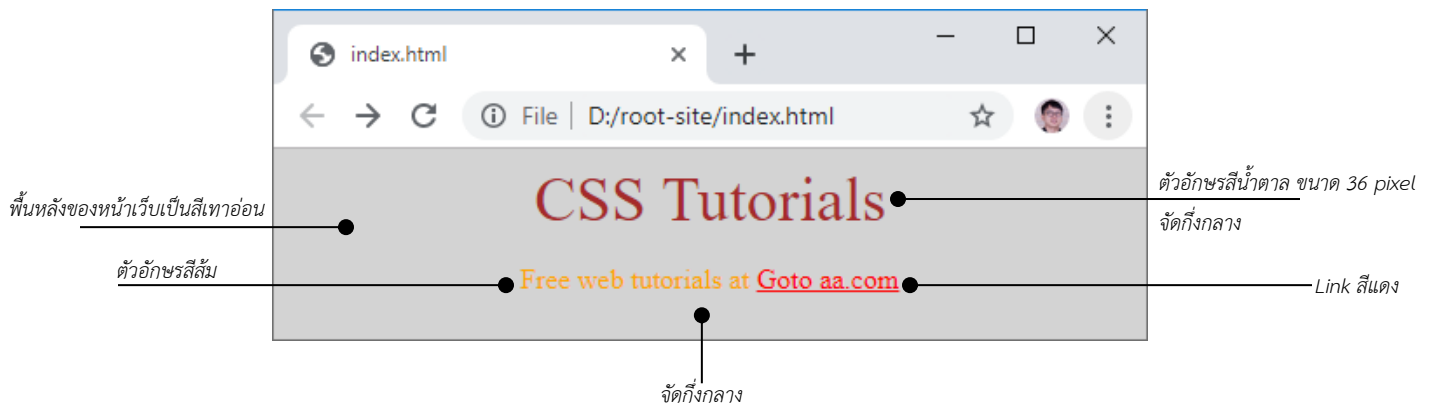 index.html
File D:/root-site/index.html
CSS Tutorials
ตัวอักษรสีน้ำตาล ขนาด 36 pixel
จัดกึ่งกลาง
พื้นหลังของหน้าเว็บเป็นสีเทาอ่อน
ตัวอักษรสีส้ม
Free web tutorials at Goto aa.com
Link สีแดง
จัดกึ่งกลาง